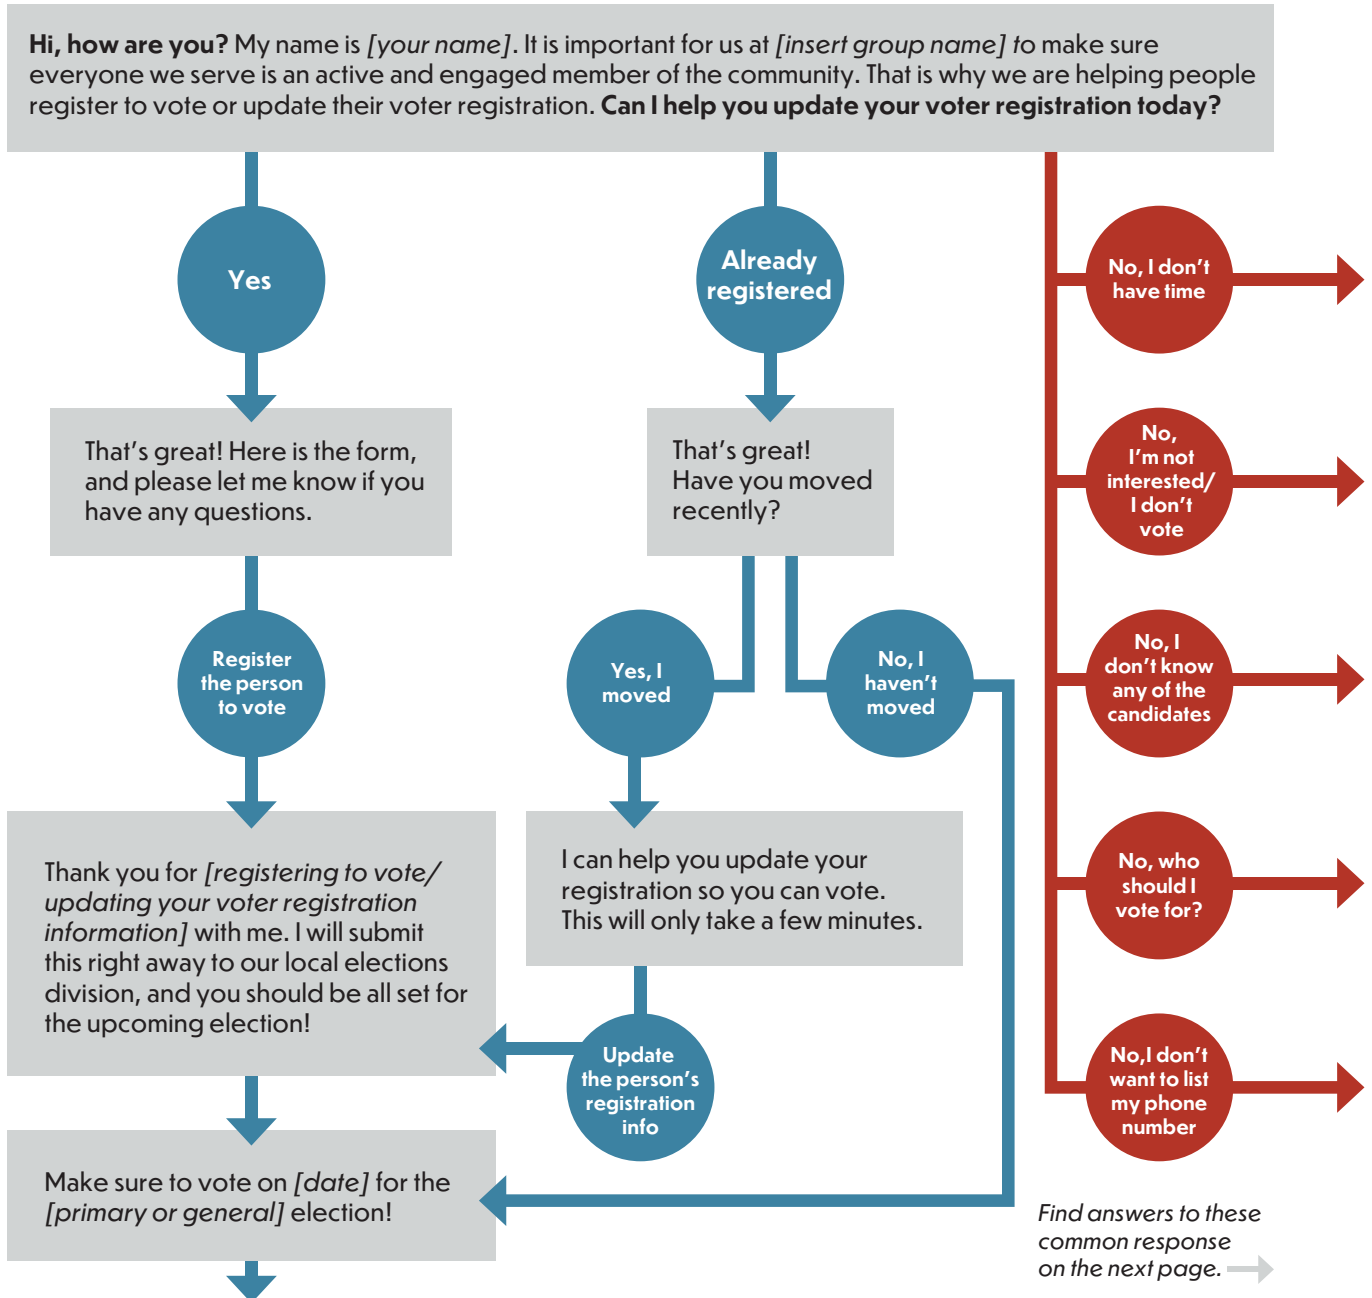 Hi, how are you? My name is [your name]. It is important for us at [insert group name] to make sure
everyone we serve is an active and engaged member of the community. That is why we are helping people
register to vote or update their voter registration. Can I help you update your voter registration today?
Yes
Already
registered
No, I don't
have time
That's great! Here is the form,
and please let me know if you
have any questions.
That's great!
Have you moved
recently?
No,
I'm not
interested/
I don't
vote
Register
the person
to vote
Yes, I
moved
No, I
haven't
moved
No, I
don't know
any of the
candidates
Thank you for [registering to vote/
updating your voter registration
information] with me. I will submit
this right away to our local elections
division, and you should be all set for
the upcoming election!
I can help you update your
registration so you can vote.
This will only take a few minutes.
No, who
should I
vote for?
Update
the person's
registration
info
No,I don't
want to list
my phone
number
Make sure to vote on [date] for the
[primary or general] election!
Find answers to these
common response
on the next page.